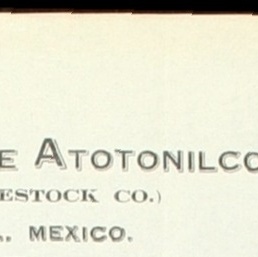 E ATOTONILCO
ESTOCK CO.)
., MEXICO.